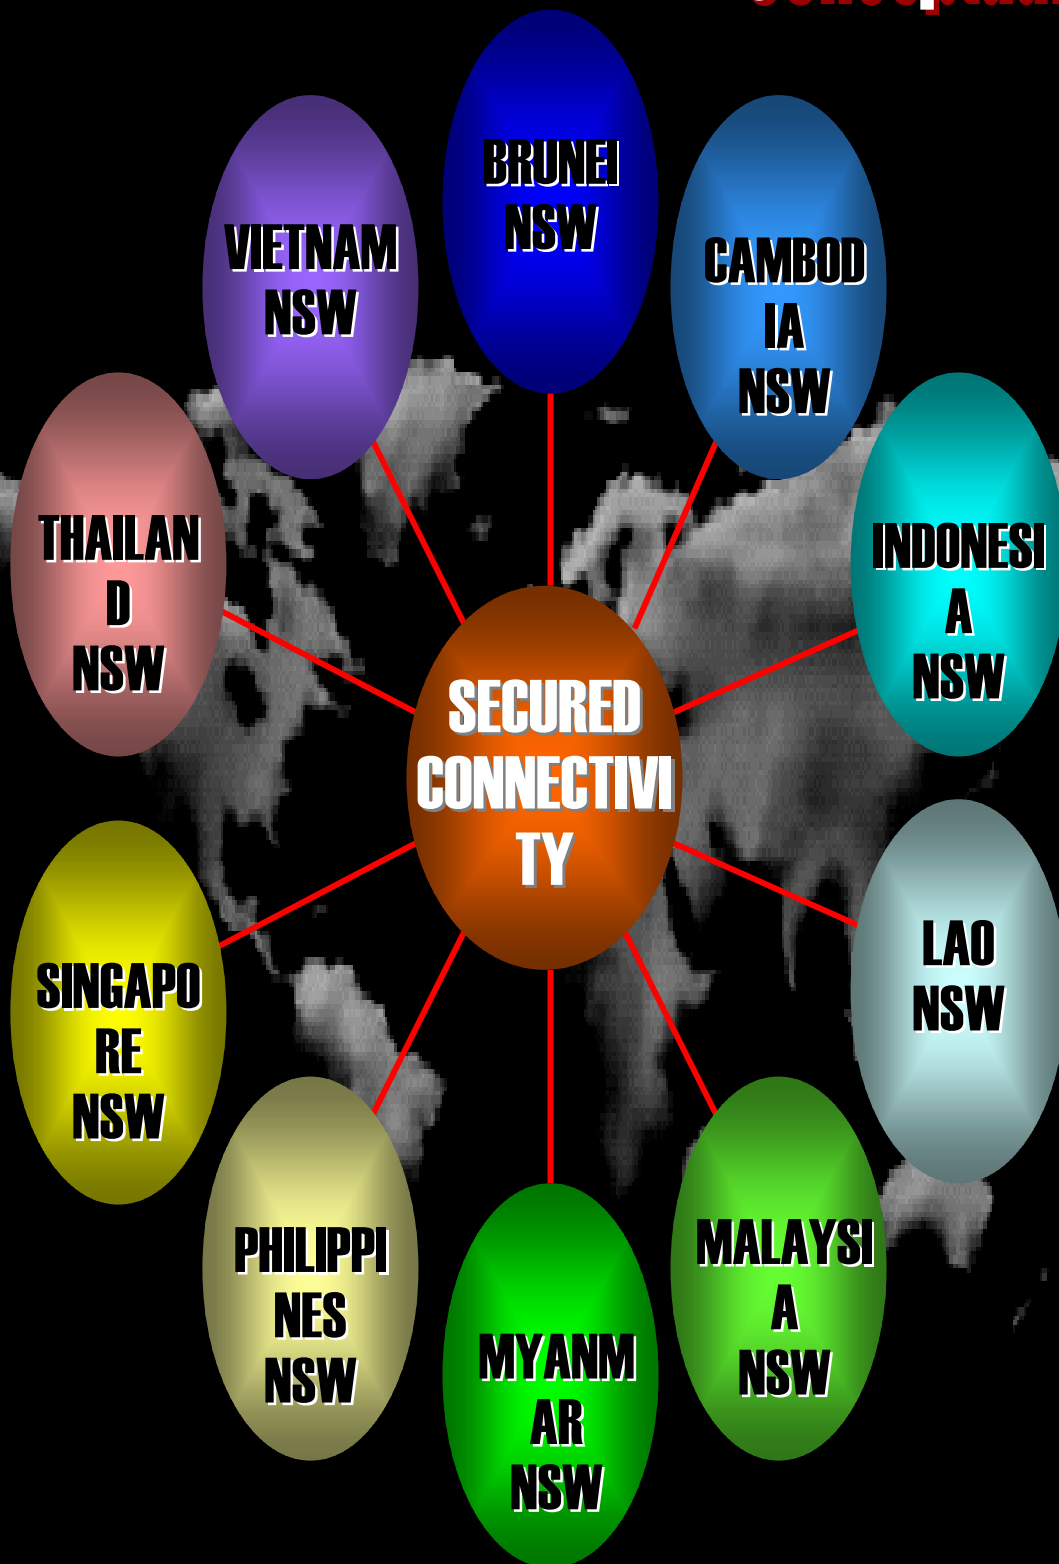 BRUNEI
NSW
VIETNAM
NSW
CAMBOD
IA
NSW
THAILAN
D
NSW
INDONESI
A
NSW
SECURED
CONNECTIVI
TY
SINGAPO
RE
NSW
LAO
NSW
PHILIPPI
NES
NSW
MALAYSI
A
NSW
MYANM
AR
NSW